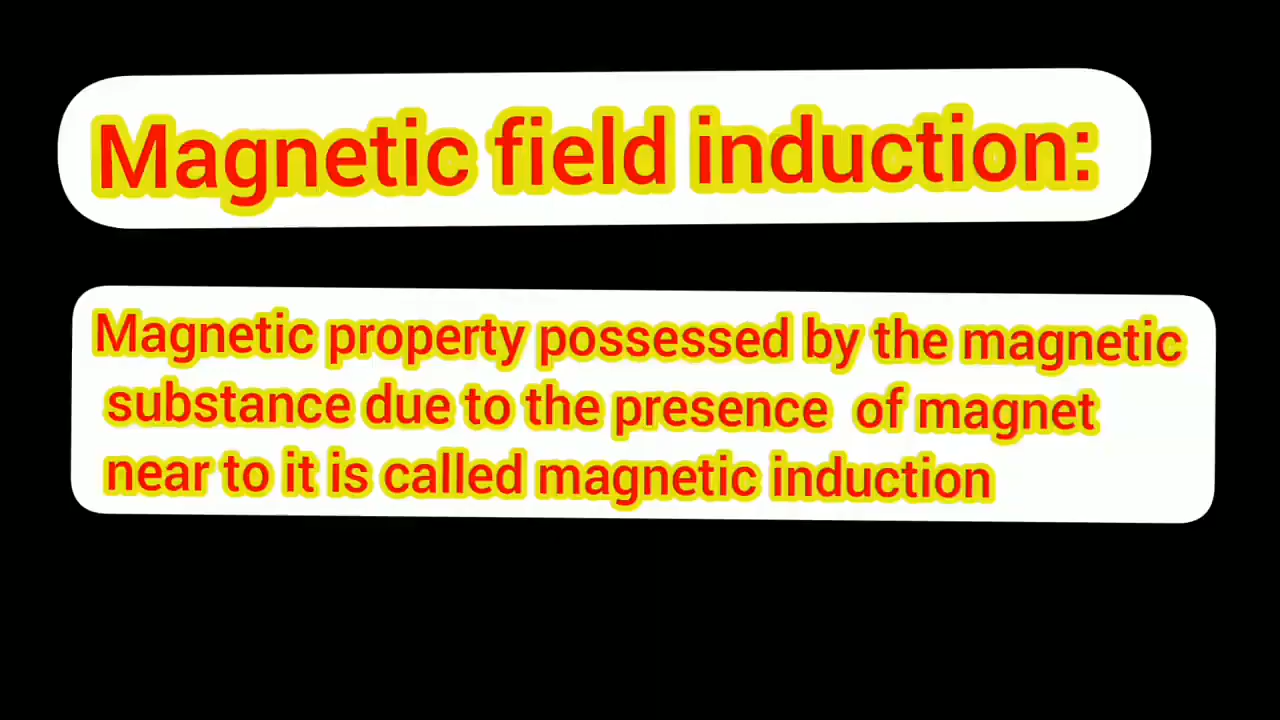 Magnetic field induction:
Magnetic property possessed by the magnetic
substance due to the presence of magnet
near to it is called magnetic induction